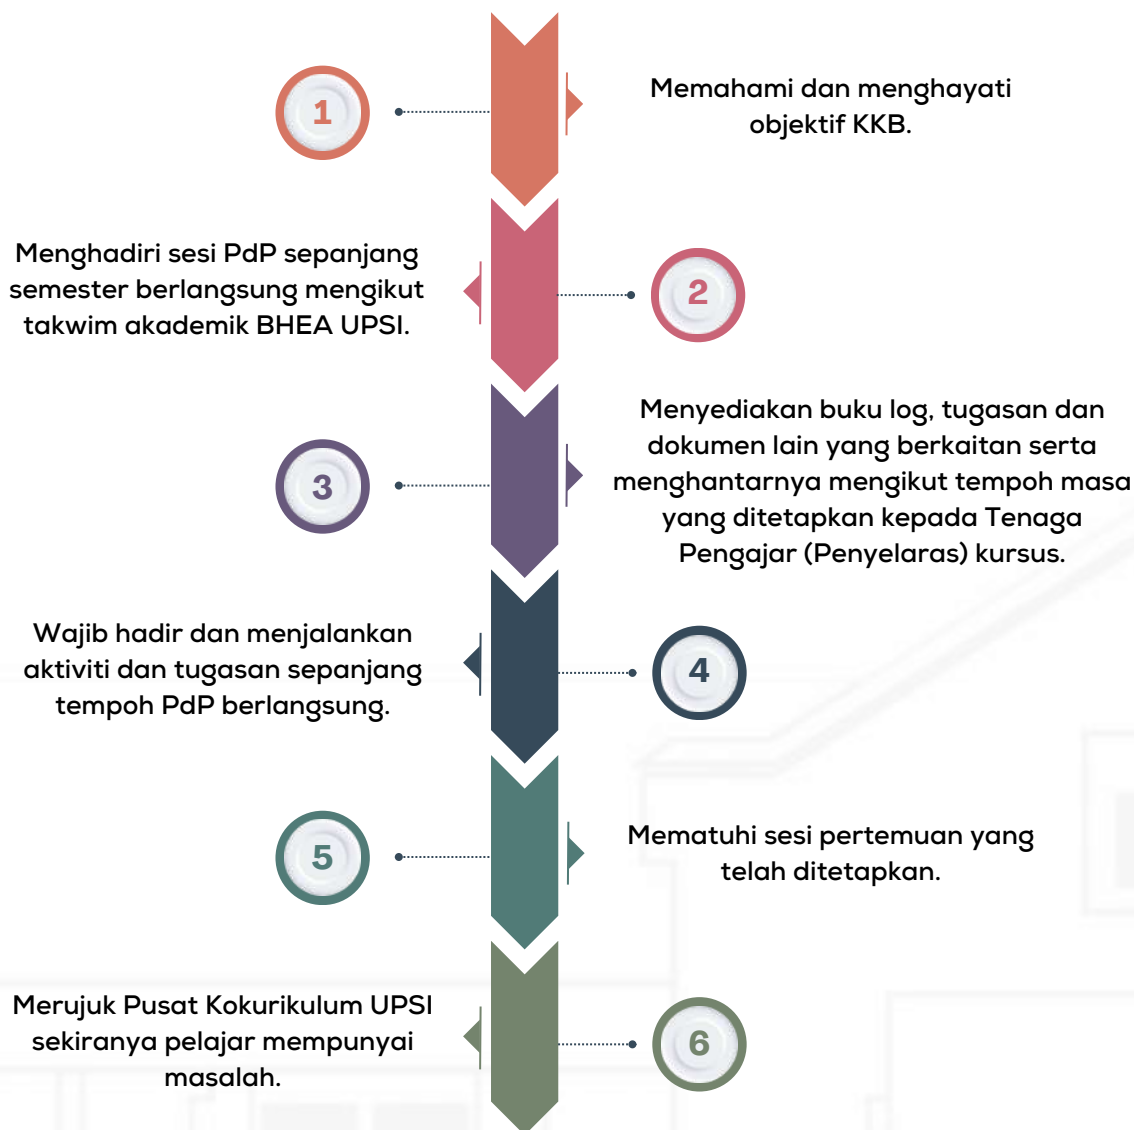 1
Memahami dan menghayati
objektif KKB.
Menghadiri sesi PdP sepanjang
semester berlangsung mengikut
takwim akademik BHEA UPSI.
2
3
Menyediakan buku log, tugasan dan
dokumen lain yang berkaitan serta
menghantarnya mengikut tempoh masa
yang ditetapkan kepada Tenaga
Pengajar (Penyelaras) kursus.
Wajib hadir dan menjalankan
aktiviti dan tugasan sepanjang
tempoh PdP berlangsung.
4
5
Mematuhi sesi pertemuan yang
telah ditetapkan.
Merujuk Pusat Kokurikulum UPSI
sekiranya pelajar mempunyai
masalah.
6